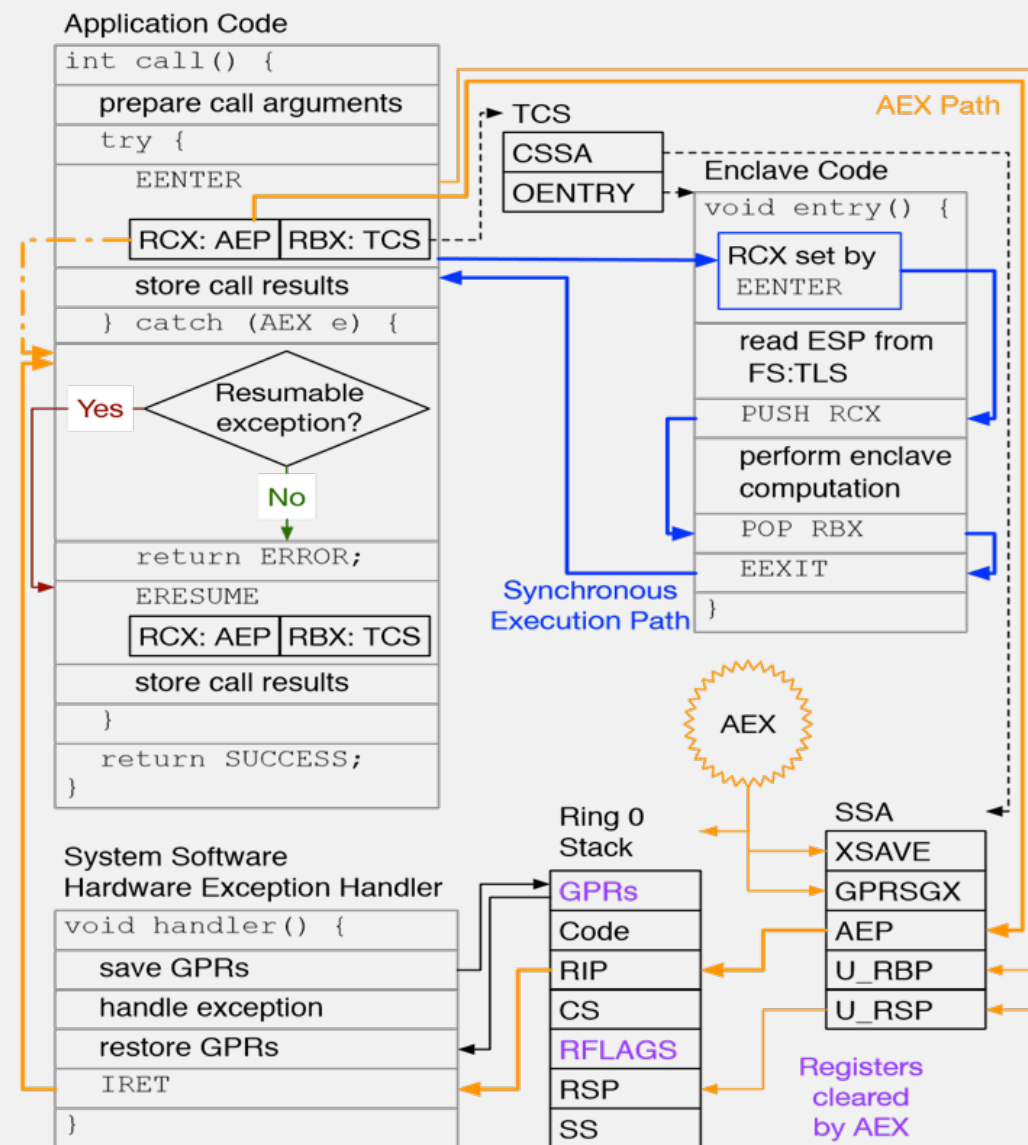 Application Code
int call() {
prepare call arguments
try {
EENTER
RCX: AEP RBX: TCS
store call results
} catch (AEX e) {
Resumable
exception?
Yes
No
return ERROR;
ERESUME
RCX: AEP RBX: TCS
store call results
}
return SUCCESS;
}
TCS
CSSA
OENTRY
AEX Path
Enclave Code
void entry() {
RCX set by
EENTER
read ESP from
FS:TLS
PUSH RCX
perform enclave
computation
POP RBX
EEXIT
}
Synchronous
Execution Path
AEX
System Software
Hardware Exception Handler
void handler() {
save GPRs
handle exception
restore GPRs
IRET
}
Ring 0
Stack
GPRs
Code
RIP
CS
RFLAGS
RSP
SS
SSA
XSAVE
GPRSGX
AEP
U_RBP
U_RSP
Registers
cleared
by AEX